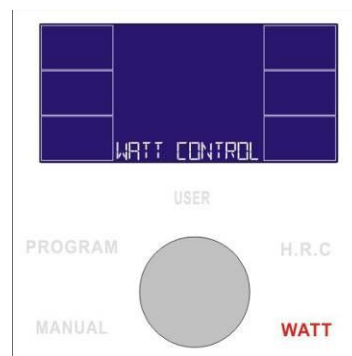 WATT CONTROL
USER
PROGRAM
H.R.C
MANUAL
WATT